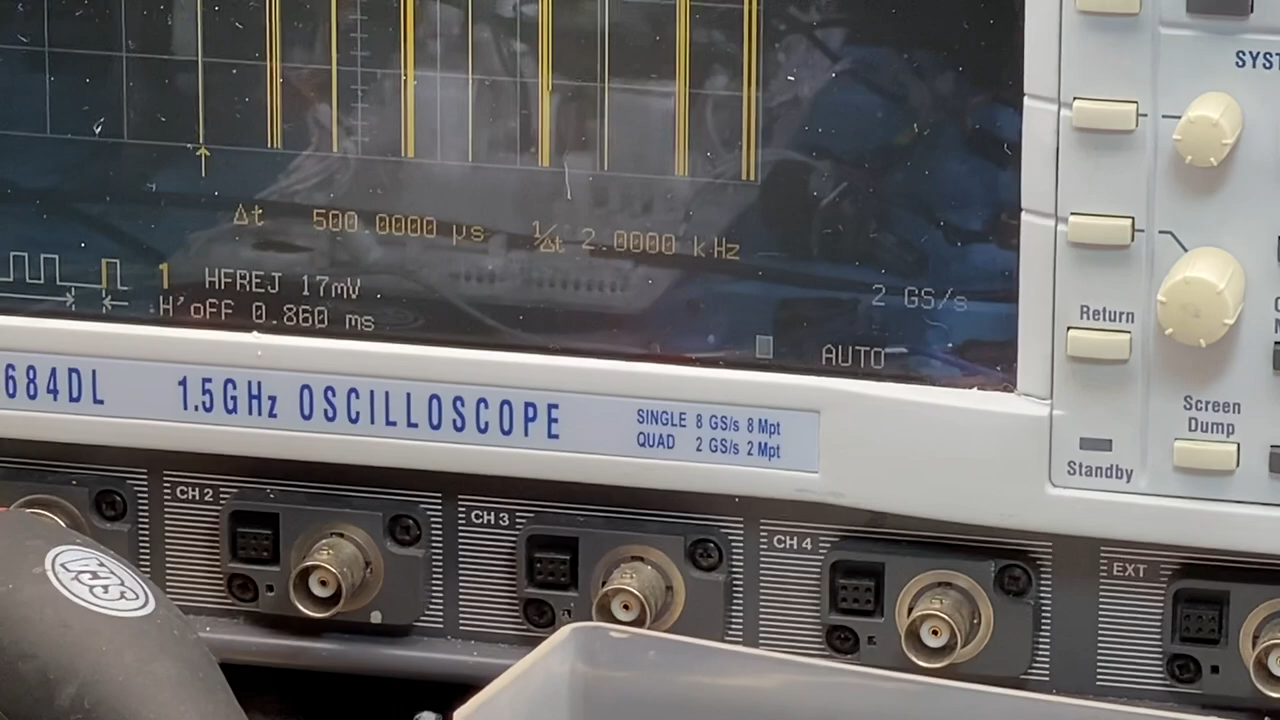 SYST
Δt 500.0000 µs 1/Δt 2.0000 kHz
1 HFREJ 17mV
H'oFF 0.860 ms
2 GS/s
AUTO
Return
Screen
Dump
Standby
684DL 1.5GHz OSCILLOSCOPE
SINGLE 8 GS/s 8 Mpt
QUAD 2 GS/s 2 Mpt
CH 2
CH 3
CH 4
EXT
SCA